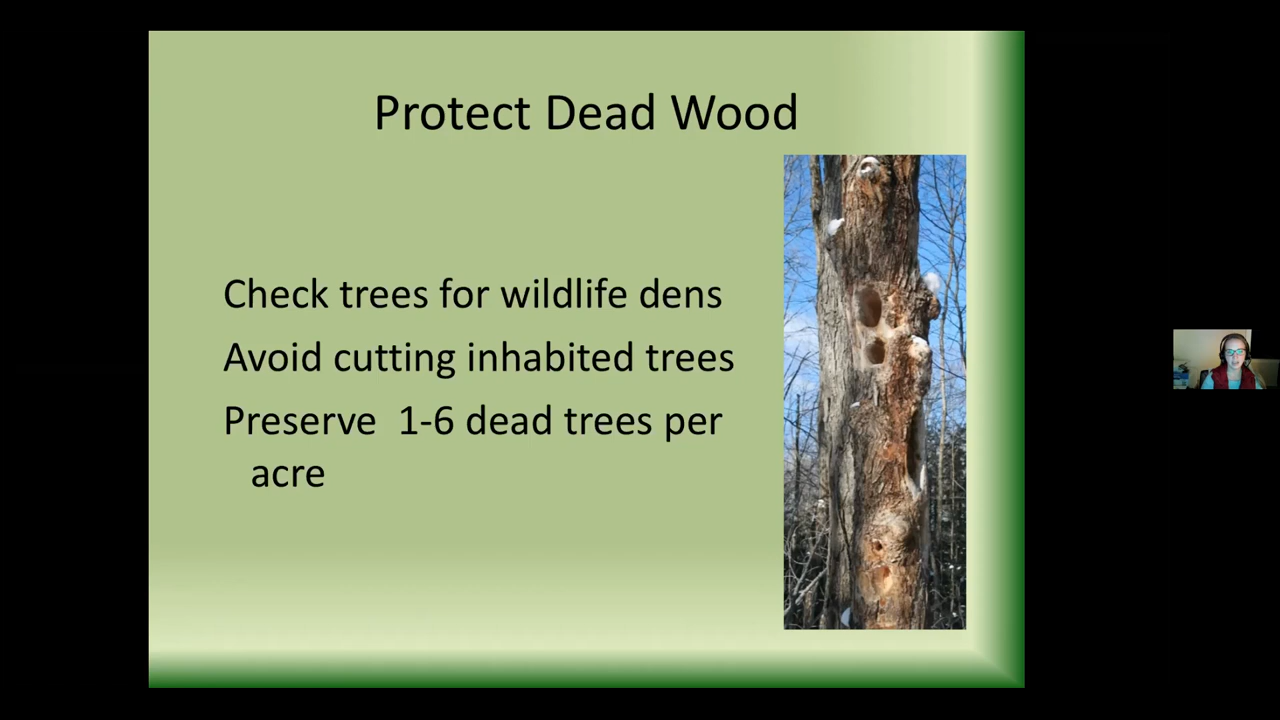 Protect Dead Wood
Check trees for wildlife dens
Avoid cutting inhabited trees
Preserve  1-6 dead trees per
acre